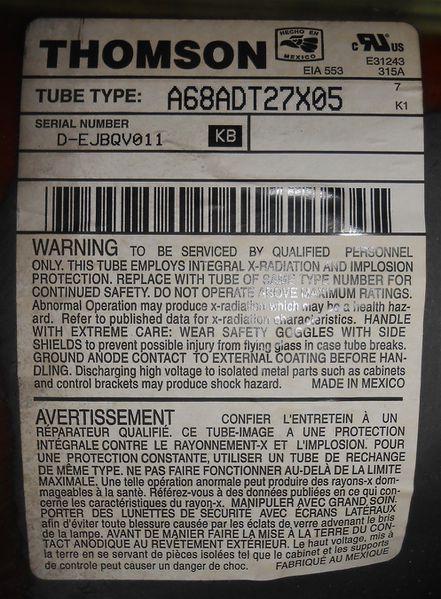 THOMSON
HECHO EN
MEXICO
c RU US
EIA 553
E31243
315A
TUBE TYPE: A68ADT27X05
7
K1
SERIAL NUMBER
D-EJBQV011
KB
WARNING TO BE SERVICED BY QUALIFIED PERSONNEL
ONLY. THIS TUBE EMPLOYS INTEGRAL X-RADIATION AND IMPLOSION
PROTECTION. REPLACE WITH TUBE OF SAME TYPE NUMBER FOR
CONTINUED SAFETY. DO NOT OPERATE ABOVE MAXIMUM RATINGS.
Abnormal Operation may produce x-radiation which may be a health haz-
ard. Refer to published data for x-radiation characteristics. HANDLE
WITH EXTREME CARE: WEAR SAFETY GOGGLES WITH SIDE
SHIELDS to prevent possible injury from flying glass in case tube breaks.
GROUND ANODE CONTACT TO EXTERNAL COATING BEFORE HAN-
DLING. Discharging high voltage to isolated metal parts such as cabinets
and control brackets may produce shock hazard. MADE IN MEXICO
AVERTISSEMENT CONFIER L'ENTRETEIN À UN
RÉPARATEUR QUALIFIÉ. CE TUBE-IMAGE A UNE PROTECTION
INTÉGRALE CONTRE LE RAYONNEMENT-X ET L'IMPLOSION. POUR
UNE PROTECTION CONSTANTE, UTILISER UN TUBE DE RECHANGE
DE MÊME TYPE. NE PAS FAIRE FONCTIONNER AU-DELÀ DE LA LIMITE
MAXIMALE. Une telle opération anormale peut produire des rayons-x dom-
mageables à la santé. Référez-vous à des données publiées en ce qui con-
cerne les caractéristiques du rayon-x. MANIPULER AVEC GRAND SOIN-
PORTER DES LUNETTES DE SÉCURITÉ AVEC ÉCRANS LATÉRAUX
afin d'éviter toute blessure causée par les éclats de verre advenant le bris
de la lampe. AVANT DE MANIER FAIRE LA MISE À LA TERRE DU CON-
TACT ANODIQUE AU REVÊTEMENT EXTÉRIEUR. Le haut voltage, mis à
la terre en se servant de pièces isolées tel que le cabinet et les supports
de controle peut causer un danger de choc. FABRIQUÉ AU MEXIQUE